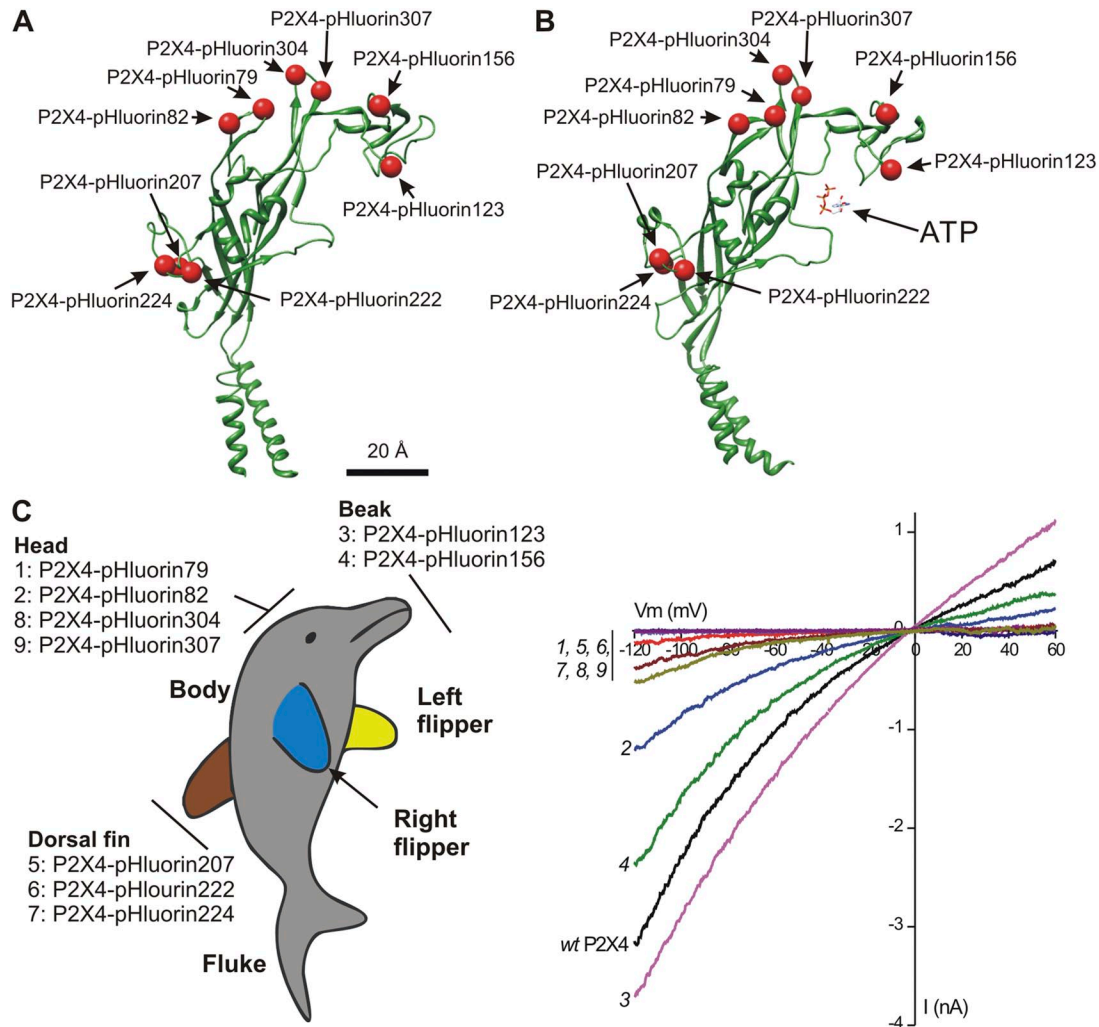 A
P2X4-pHluorin307
P2X4-pHluorin304
P2X4-pHluorin156
P2X4-pHluorin79
P2X4-pHluorin82
P2X4-pHluorin207
P2X4-pHluorin123
P2X4-pHluorin224
P2X4-pHluorin222
20 Å
B
P2X4-pHluorin307
P2X4-pHluorin304
P2X4-pHluorin156
P2X4-pHluorin79
P2X4-pHluorin82
P2X4-pHluorin123
P2X4-pHluorin207
ATP
P2X4-pHluorin222
P2X4-pHluorin224
C
Head
1: P2X4-pHluorin79
2: P2X4-pHluorin82
8: P2X4-pHluorin304
9: P2X4-pHluorin307
Beak
3: P2X4-pHluorin123
4: P2X4-pHluorin156
Body
Left
flipper
Right
flipper
Dorsal fin
5: P2X4-pHluorin207
6: P2X4-pHlourin222
7: P2X4-pHluorin224
Fluke
1
Vm (mV)
0
-120 -100 -80 -60 -40 -20 0 20 40 60
1, 5, 6,
7, 8, 9
-1
2
4
-2
-3
wt P2X4
3
I (nA)
-4